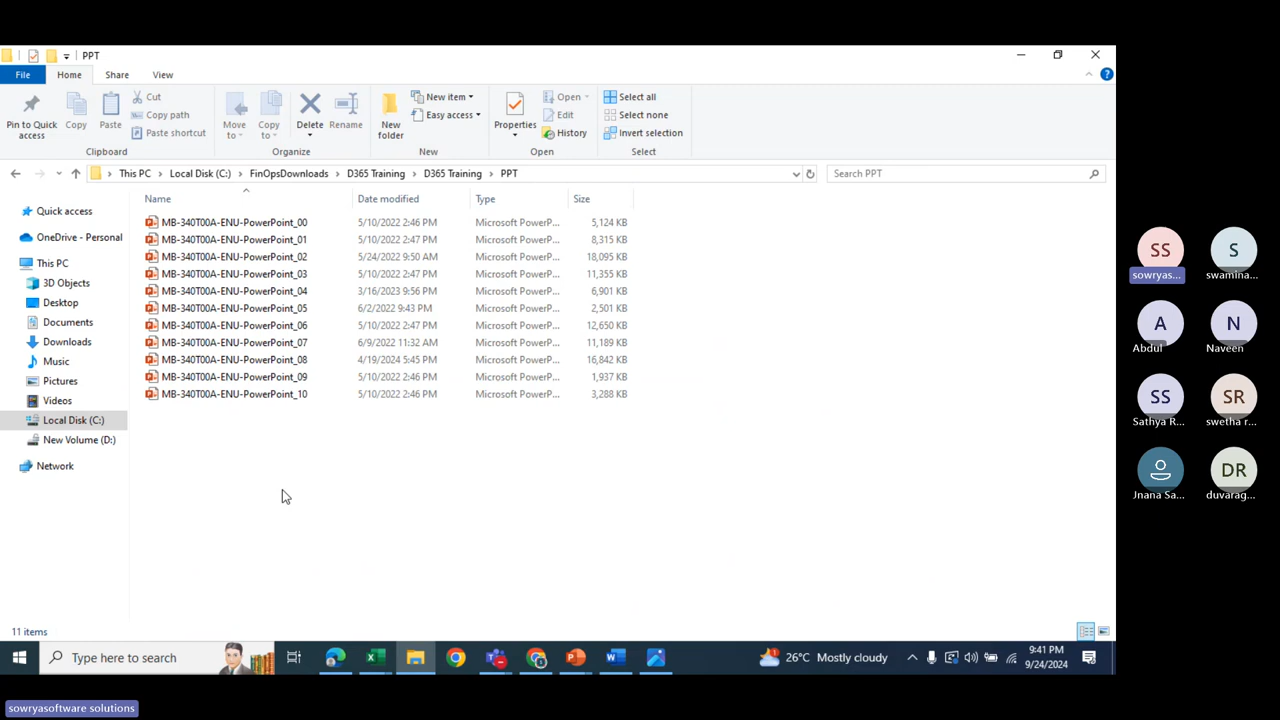 PPT
File Home Share View
Pin to Quick access
Copy
Paste
Cut
Copy path
Paste shortcut
Move to
Copy to
Delete
Rename
New folder
New item
Easy access
Properties
Open
Edit
History
Select all
Select none
Invert selection
Clipboard Organize New Open Select
This PC > Local Disk (C:) > FinOpsDownloads > D365 Training > D365 Training > PPT
Search PPT
Name Date modified Type Size
MB-340T00A-ENU-PowerPoint_00 5/10/2022 2:46 PM Microsoft PowerP... 5,124 KB
MB-340T00A-ENU-PowerPoint_01 5/10/2022 2:47 PM Microsoft PowerP... 8,315 KB
MB-340T00A-ENU-PowerPoint_02 5/24/2022 9:50 AM Microsoft PowerP... 18,095 KB
MB-340T00A-ENU-PowerPoint_03 5/10/2022 2:47 PM Microsoft PowerP... 11,355 KB
MB-340T00A-ENU-PowerPoint_04 3/16/2023 9:56 PM Microsoft PowerP... 6,901 KB
MB-340T00A-ENU-PowerPoint_05 6/2/2022 9:43 PM Microsoft PowerP... 2,501 KB
MB-340T00A-ENU-PowerPoint_06 5/10/2022 2:47 PM Microsoft PowerP... 12,650 KB
MB-340T00A-ENU-PowerPoint_07 6/9/2022 11:32 AM Microsoft PowerP... 11,189 KB
MB-340T00A-ENU-PowerPoint_08 4/19/2024 5:45 PM Microsoft PowerP... 16,842 KB
MB-340T00A-ENU-PowerPoint_09 5/10/2022 2:46 PM Microsoft PowerP... 1,937 KB
MB-340T00A-ENU-PowerPoint_10 5/10/2022 2:46 PM Microsoft PowerP... 3,288 KB
Quick access
OneDrive - Personal
This PC
3D Objects
Desktop
Documents
Downloads
Music
Pictures
Videos
Local Disk (C:)
New Volume (D:)
Network
11 items
Type here to search
26°C Mostly cloudy
9:41 PM
9/24/2024
SS S
sowryas... swamina...
A N
Abdul Naveen
SS SR
Sathya R... swetha r...
DR
Jnana Sa... duvarag...
sowryasoftware solutions